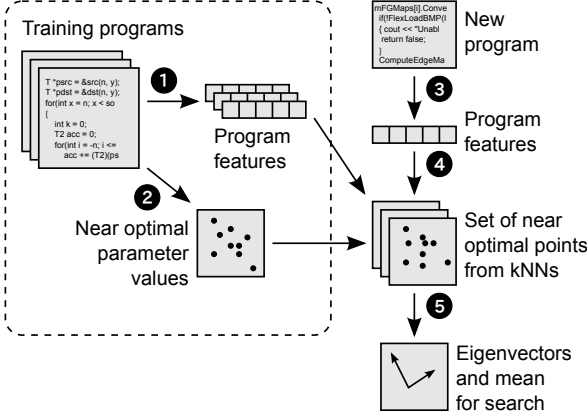 Training programs
T *psrc = &src(n, y);
T *pdst = &dst(n, y);
for(int x = n; x < so
{
int k = 0;
T2 acc = 0;
for(int i = -n; i <=
acc += (T2)(ps
1
Program
features
2
Near optimal
parameter
values
mFGMaps[i].Conve
if(!FlexLoadBMP(I
{ cout << "Unabl
return false;
}
ComputeEdgeMa
New
program
3
Program
features
4
Set of near
optimal points
from kNNs
5
Eigenvectors
and mean
for search